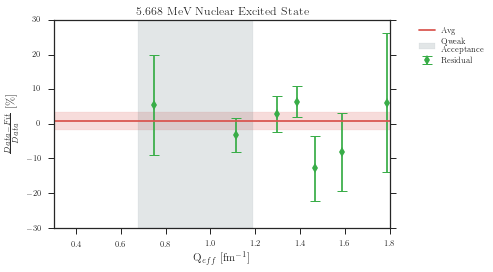 5.668 MeV Nuclear Excited State
30
20
10
0
−10
−20
−30
Data−Fit
Data
[%]
0.4 0.6 0.8 1.0 1.2 1.4 1.6 1.8
Qeff [fm⁻¹]
Avg
Qweak
Acceptance
Residual